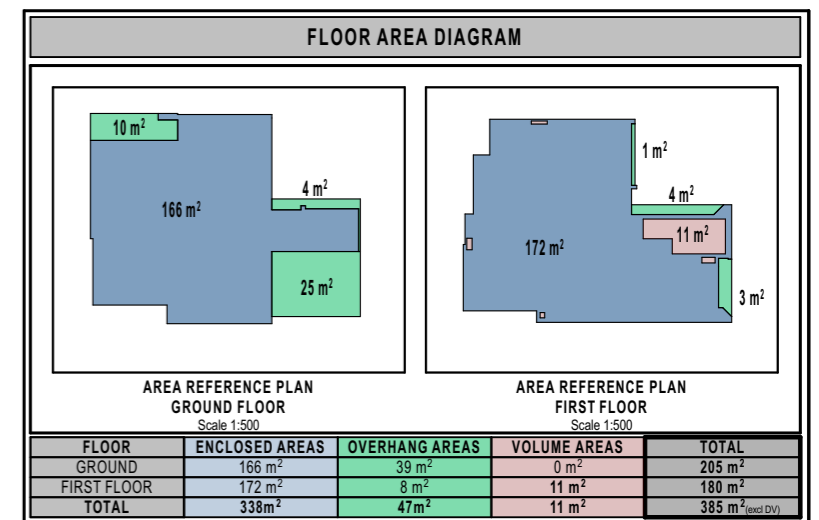 FLOOR AREA DIAGRAM
10 m²
4 m²
166 m²
25 m²
1 m²
4 m²
11 m²
172 m²
3 m²
AREA REFERENCE PLAN
GROUND FLOOR
Scale 1:500
AREA REFERENCE PLAN
FIRST FLOOR
Scale 1:500
FLOOR ENCLOSED AREAS OVERHANG AREAS VOLUME AREAS TOTAL
GROUND 166 m² 39 m² 0 m² 205 m²
FIRST FLOOR 172 m² 8 m² 11 m² 180 m²
TOTAL 338m² 47m² 11 m² 385 m² (excl DV)